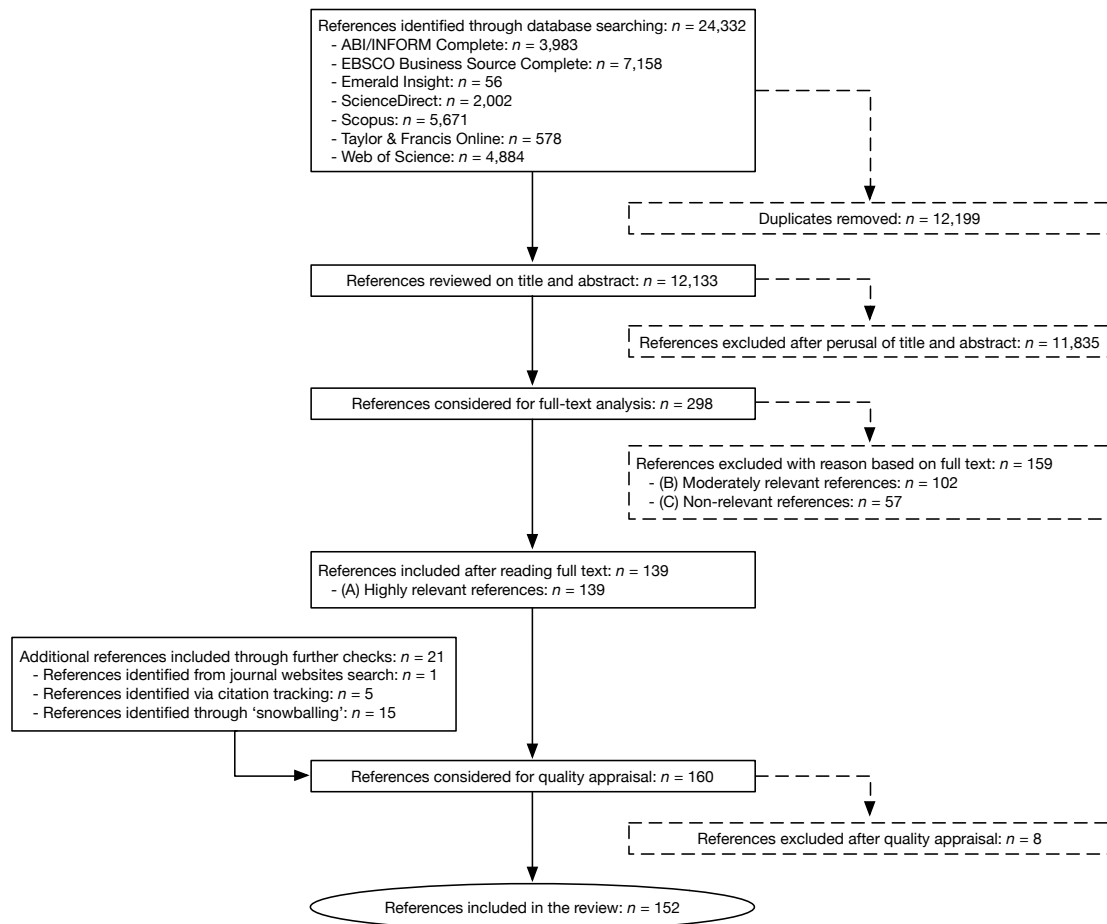 References identified through database searching: n = 24,332
- ABI/INFORM Complete: n = 3,983
- EBSCO Business Source Complete: n = 7,158
- Emerald Insight: n = 56
- ScienceDirect: n = 2,002
- Scopus: n = 5,671
- Taylor & Francis Online: n = 578
- Web of Science: n = 4,884
Duplicates removed: n = 12,199
References reviewed on title and abstract: n = 12,133
References excluded after perusal of title and abstract: n = 11,835
References considered for full-text analysis: n = 298
References excluded with reason based on full text: n = 159
- (B) Moderately relevant references: n = 102
- (C) Non-relevant references: n = 57
References included after reading full text: n = 139
- (A) Highly relevant references: n = 139
Additional references included through further checks: n = 21
- References identified from journal websites search: n = 1
- References identified via citation tracking: n = 5
- References identified through ‘snowballing’: n = 15
References considered for quality appraisal: n = 160
References excluded after quality appraisal: n = 8
References included in the review: n = 152